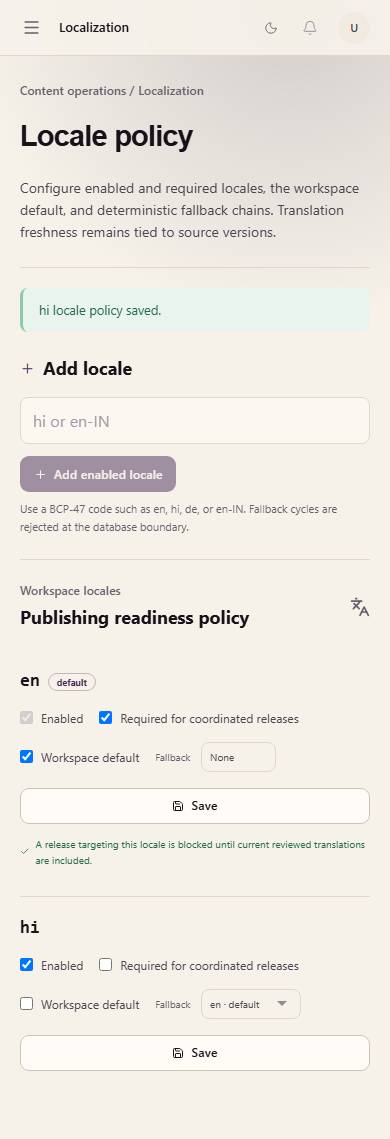 Localization
U
Content operations / Localization
Locale policy
Configure enabled and required locales, the workspace
default, and deterministic fallback chains. Translation
freshness remains tied to source versions.
hi locale policy saved.
+ Add locale
hi or en-IN
+ Add enabled locale
Use a BCP-47 code such as en, hi, de, or en-IN. Fallback cycles are
rejected at the database boundary.
Workspace locales
Publishing readiness policy
en default
Enabled Required for coordinated releases
Workspace default Fallback None
Save
A release targeting this locale is blocked until current reviewed translations
are included.
hi
Enabled Required for coordinated releases
Workspace default Fallback en · default
Save